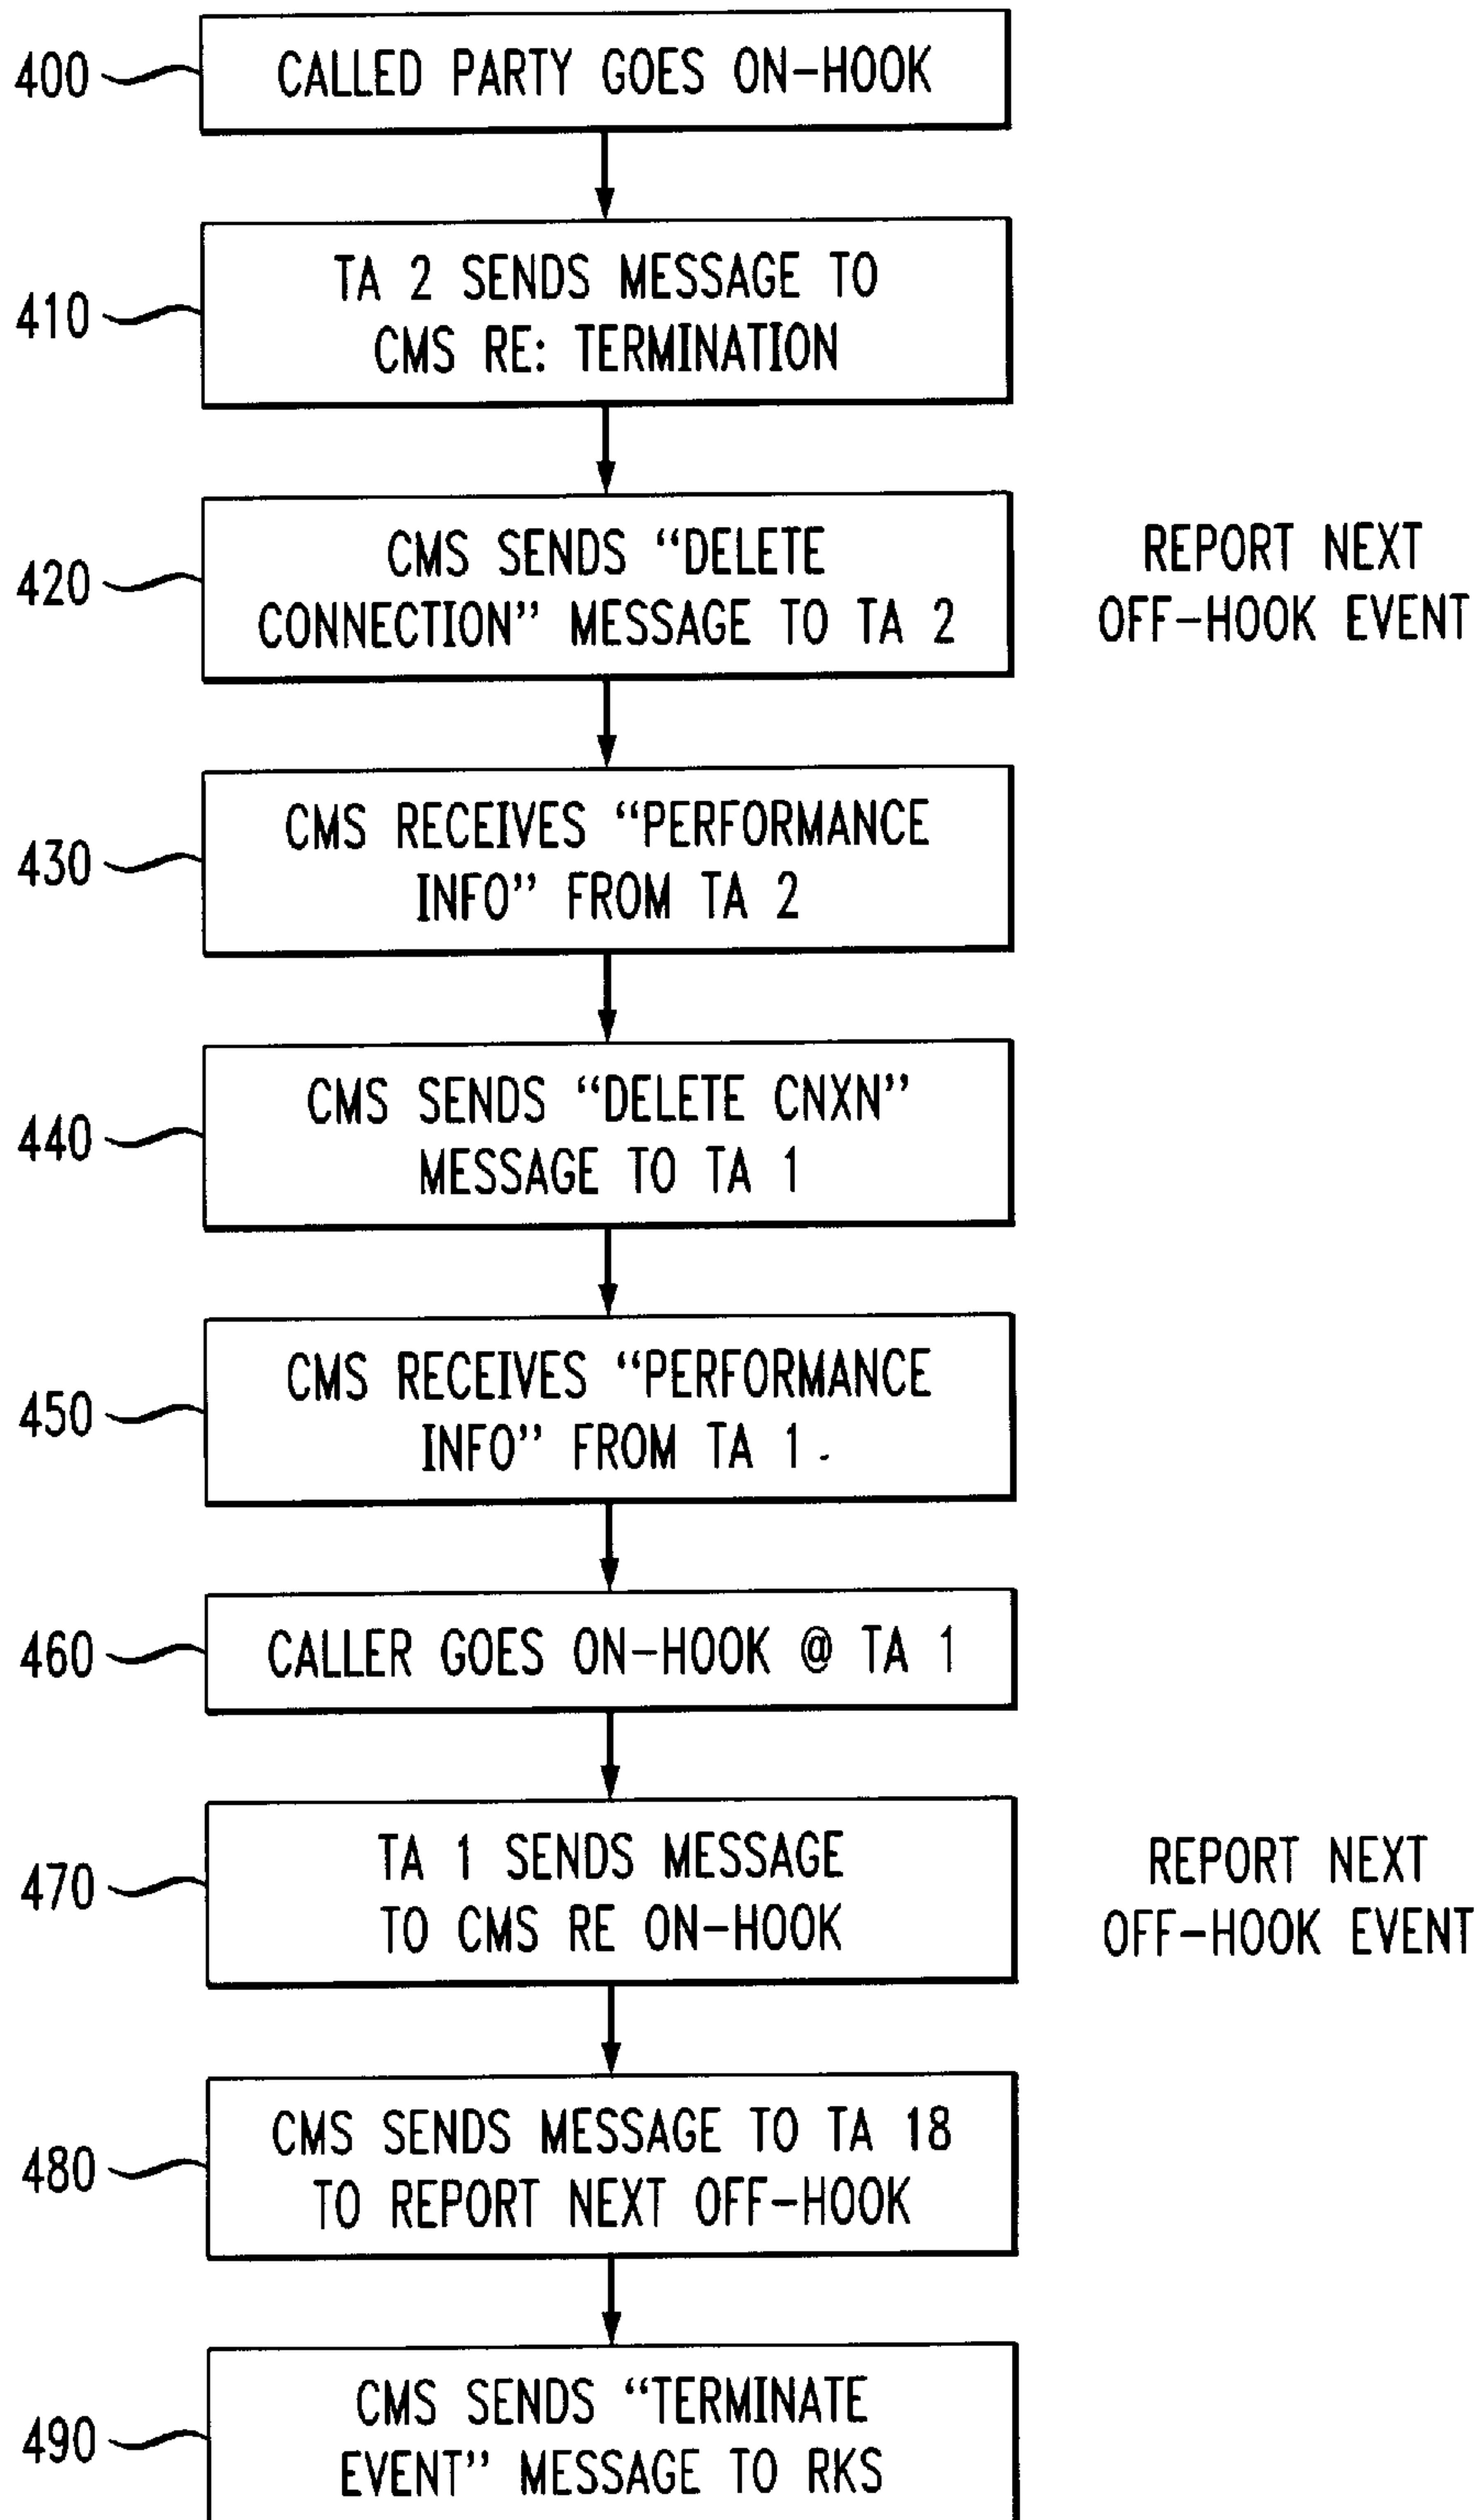 400
CALLED PARTY GOES ON-HOOK
410
TA 2 SENDS MESSAGE TO
CMS RE: TERMINATION
420
CMS SENDS “DELETE
CONNECTION” MESSAGE TO TA 2
REPORT NEXT
OFF-HOOK EVENT
430
CMS RECEIVES “PERFORMANCE
INFO” FROM TA 2
440
CMS SENDS “DELETE CNXN”
MESSAGE TO TA 1
450
CMS RECEIVES “PERFORMANCE
INFO” FROM TA 1.
460
CALLER GOES ON-HOOK @ TA 1
470
TA 1 SENDS MESSAGE
TO CMS RE ON-HOOK
REPORT NEXT
OFF-HOOK EVENT
480
CMS SENDS MESSAGE TO TA 18
TO REPORT NEXT OFF-HOOK
490
CMS SENDS “TERMINATE
EVENT” MESSAGE TO RKS